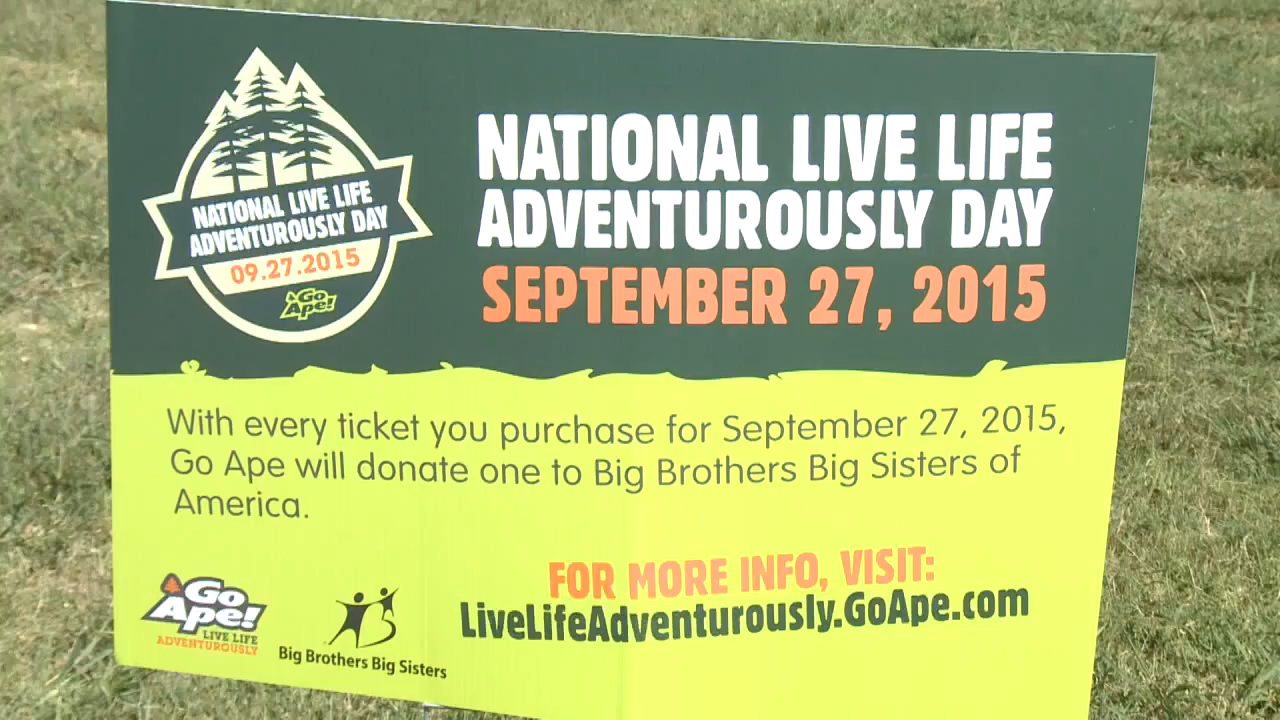 NATIONAL LIVE LIFE
ADVENTUROUSLY DAY
09.27.2015
Go
Ape!
NATIONAL LIVE LIFE
ADVENTUROUSLY DAY
SEPTEMBER 27, 2015
With every ticket you purchase for September 27, 2015,
Go Ape will donate one to Big Brothers Big Sisters of
America.
Go
Ape!
LIVE LIFE
ADVENTUROUSLY
Big Brothers Big Sisters
FOR MORE INFO, VISIT:
LiveLifeAdventurously.GoApe.com